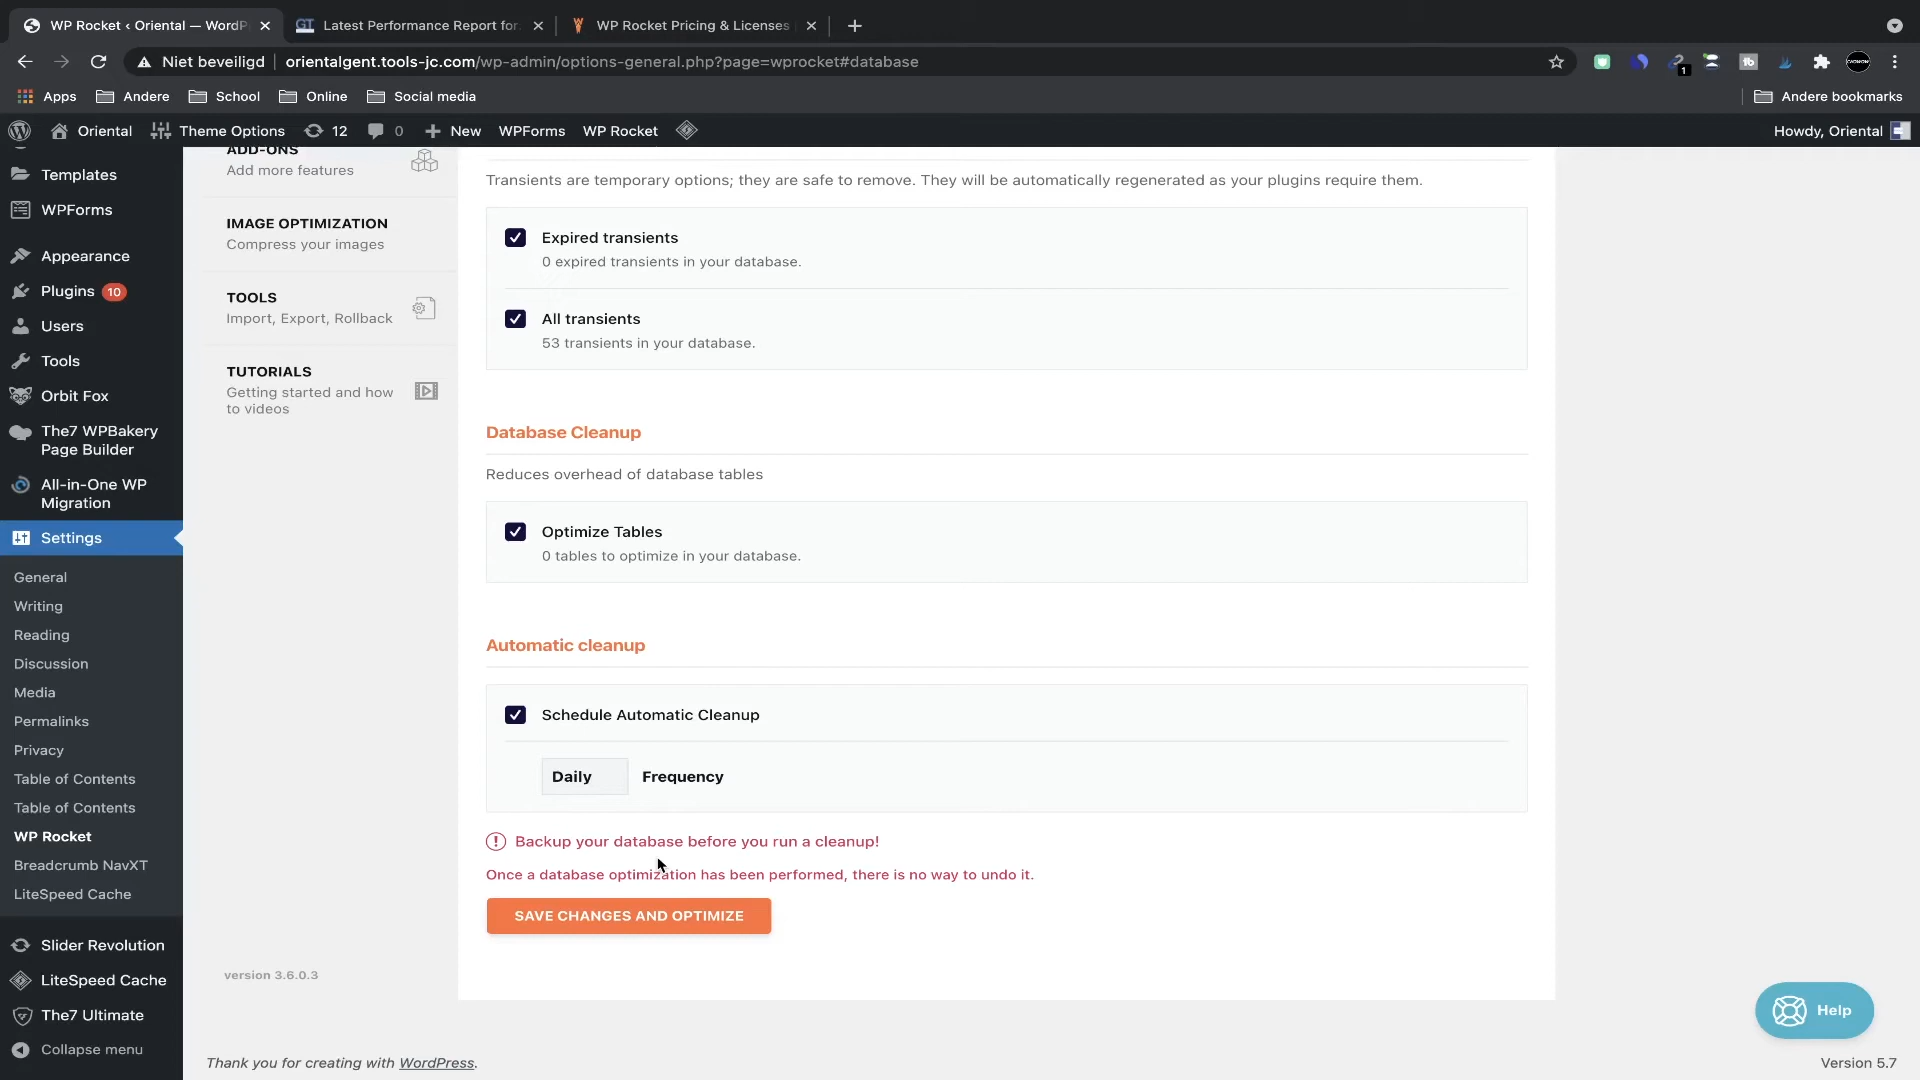 WP Rocket ‹ Oriental — WordP
Latest Performance Report for
WP Rocket Pricing & Licenses
Niet beveiligd
orientalgent.tools-jc.com/wp-admin/options-general.php?page=wprocket#database
1
Apps
Andere
School
Online
Social media
Andere bookmarks
Oriental
Theme Options
12
0
New
WPForms
WP Rocket
Howdy, Oriental
Templates
WPForms
Appearance
Plugins 10
Users
Tools
Orbit Fox
The7 WPBakery
Page Builder
All-in-One WP
Migration
Settings
General
Writing
Reading
Discussion
Media
Permalinks
Privacy
Table of Contents
Table of Contents
WP Rocket
Breadcrumb NavXT
LiteSpeed Cache
Slider Revolution
LiteSpeed Cache
The7 Ultimate
Collapse menu
ADD-ONS
Add more features
IMAGE OPTIMIZATION
Compress your images
TOOLS
Import, Export, Rollback
TUTORIALS
Getting started and how
to videos
version 3.6.0.3
Transients are temporary options; they are safe to remove. They will be automatically regenerated as your plugins require them.
Expired transients
0 expired transients in your database.
All transients
53 transients in your database.
Database Cleanup
Reduces overhead of database tables
Optimize Tables
0 tables to optimize in your database.
Automatic cleanup
Schedule Automatic Cleanup
Daily
Frequency
Backup your database before you run a cleanup!
Once a database optimization has been performed, there is no way to undo it.
SAVE CHANGES AND OPTIMIZE
Help
Thank you for creating with WordPress.
Version 5.7